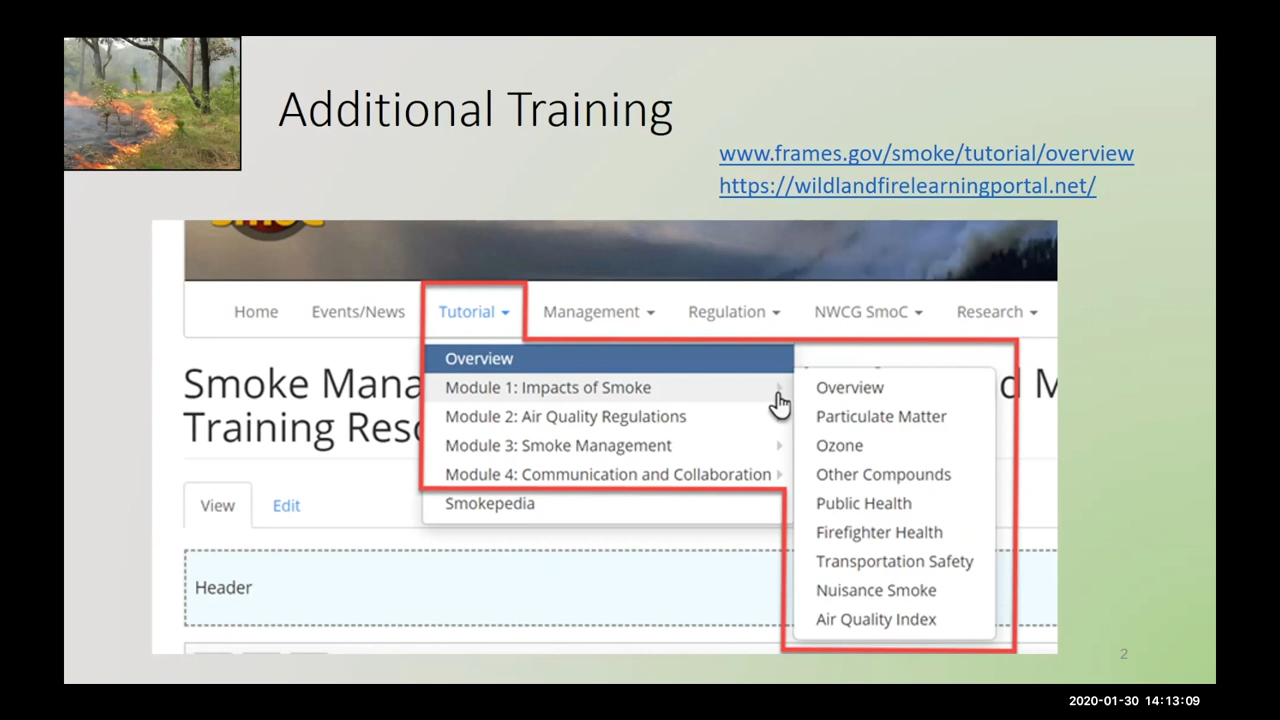 Additional Training
www.frames.gov/smoke/tutorial/overview
https://wildlandfirelearningportal.net/
Home Events/News Tutorial Management Regulation NWCG SmoC Research
Overview
Module 1: Impacts of Smoke
Module 2: Air Quality Regulations
Module 3: Smoke Management
Module 4: Communication and Collaboration
Smokepedia
Overview
Particulate Matter
Ozone
Other Compounds
Public Health
Firefighter Health
Transportation Safety
Nuisance Smoke
Air Quality Index
Smoke
Training
View Edit
Header
2
2020-01-30 14:13:09